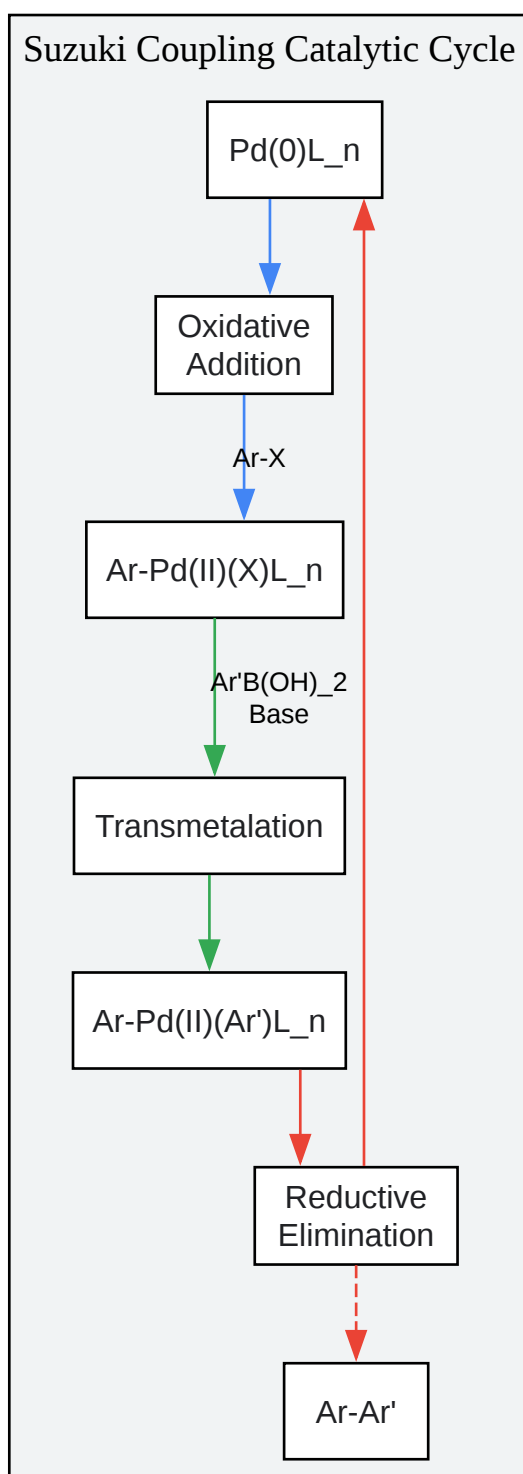 Suzuki Coupling Catalytic Cycle
Pd(0)L_n
Oxidative
Addition
Ar-X
Ar-Pd(II)(X)L_n
Ar'B(OH)_2
Base
Transmetalation
Ar-Pd(II)(Ar')L_n
Reductive
Elimination
Ar-Ar'